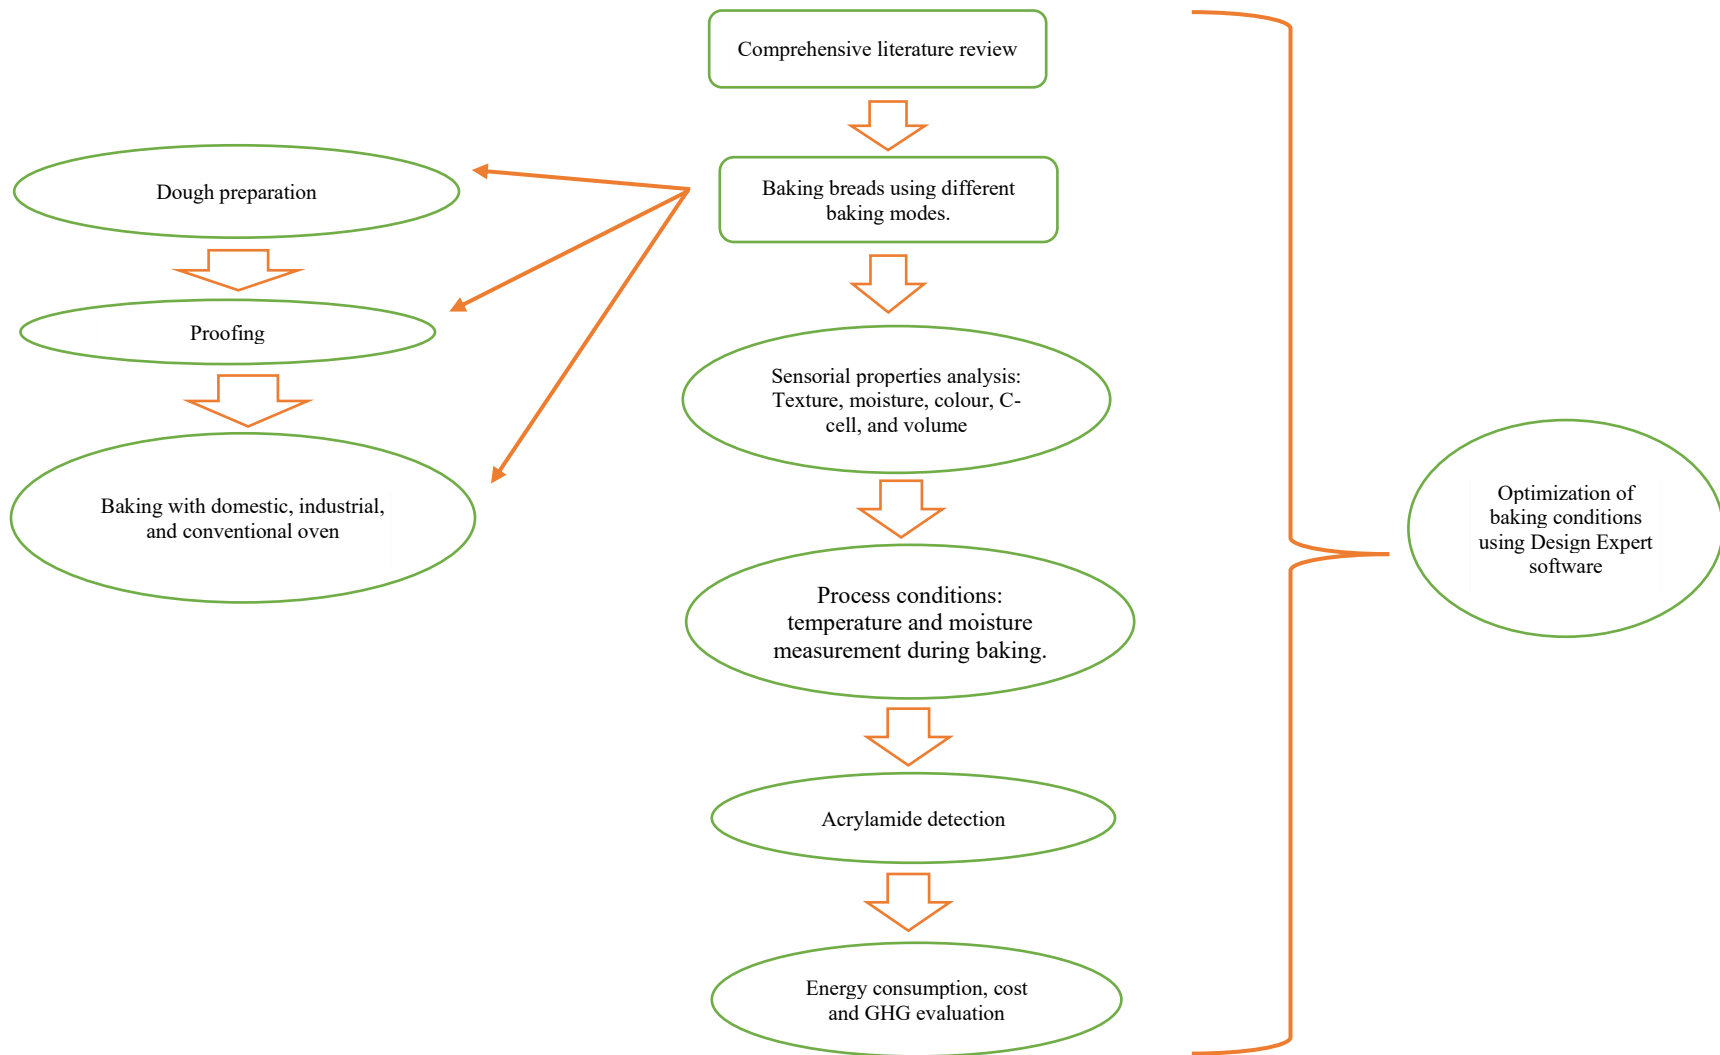 Comprehensive literature review
Baking breads using different
baking modes.
Dough preparation
Proofing
Baking with domestic, industrial,
and conventional oven
Sensorial properties analysis:
Texture, moisture, colour, C-
cell, and volume
Process conditions:
temperature and moisture
measurement during baking.
Acrylamide detection
Energy consumption, cost
and GHG evaluation
Optimization of
baking conditions
using Design Expert
software